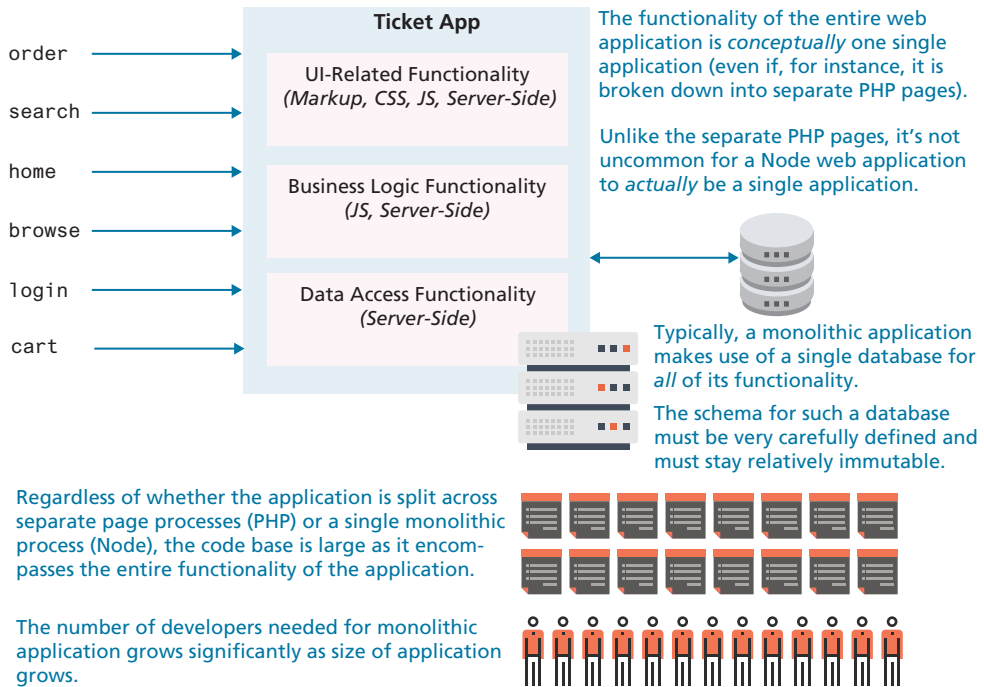 Ticket App
order
search
home
browse
login
cart
UI-Related Functionality
(Markup, CSS, JS, Server-Side)
Business Logic Functionality
(JS, Server-Side)
Data Access Functionality
(Server-Side)
The functionality of the entire web
application is conceptually one single
application (even if, for instance, it is
broken down into separate PHP pages).
Unlike the separate PHP pages, it’s not
uncommon for a Node web application
to actually be a single application.
Typically, a monolithic application
makes use of a single database for
all of its functionality.
The schema for such a database
must be very carefully defined and
must stay relatively immutable.
Regardless of whether the application is split across
separate page processes (PHP) or a single monolithic
process (Node), the code base is large as it encom-
passes the entire functionality of the application.
The number of developers needed for monolithic
application grows significantly as size of application
grows.